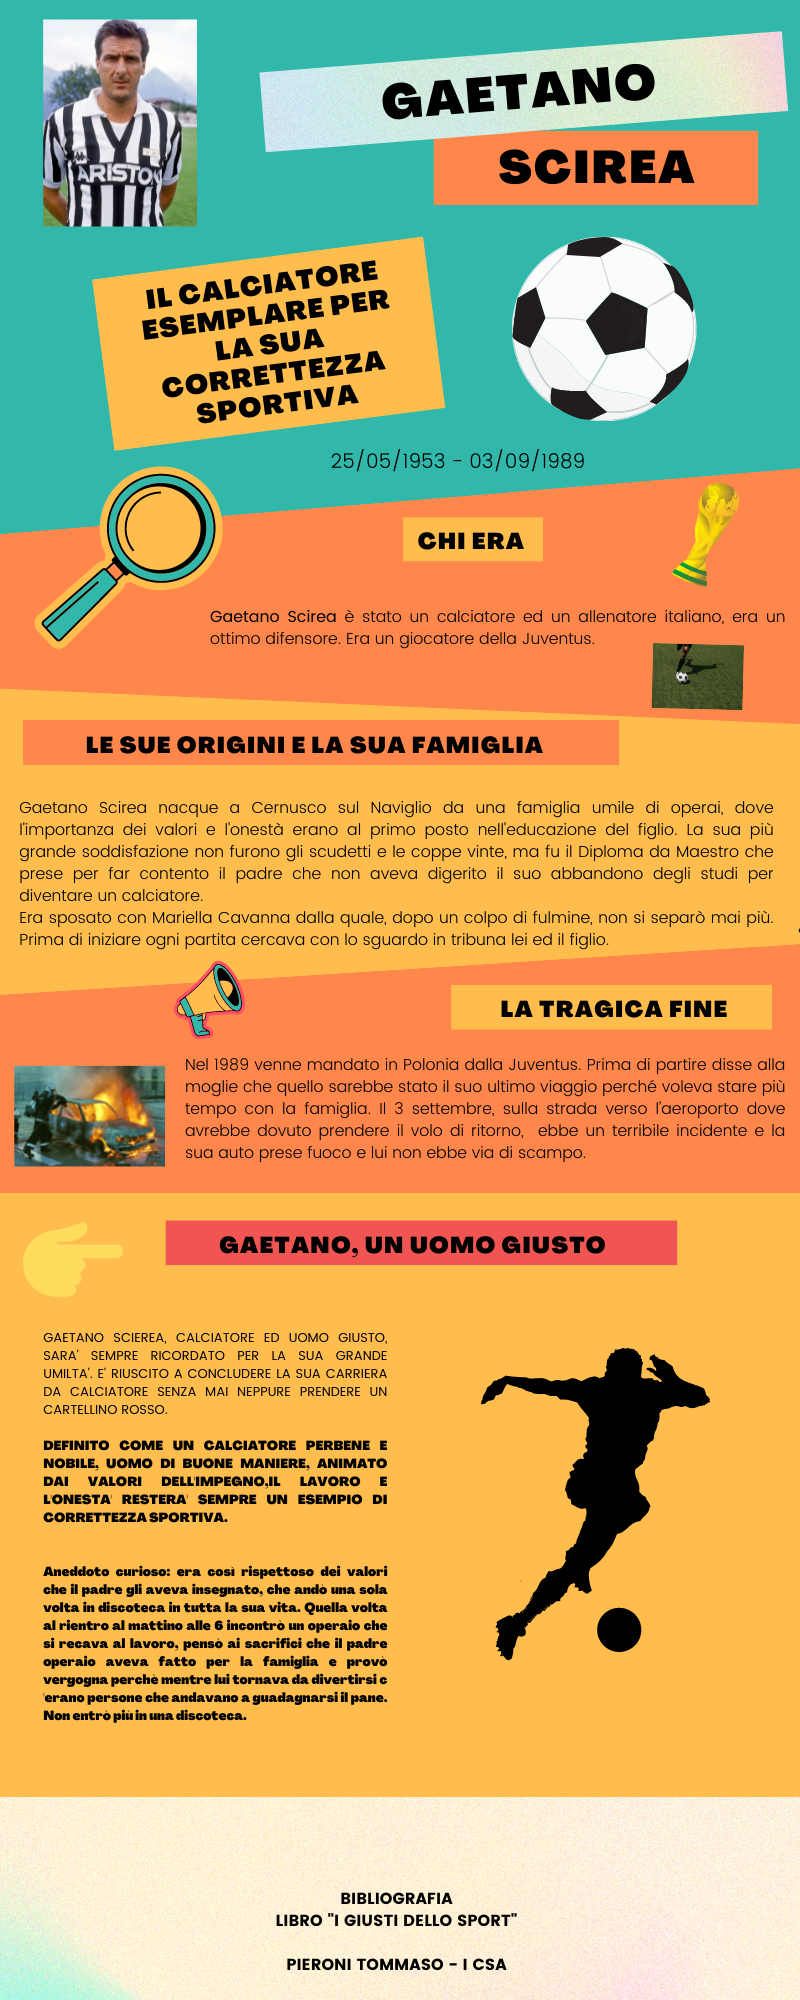 ARISTON
GAETANO
SCIREA
IL CALCIATORE
ESEMPLARE PER
LA SUA
CORRETTEZZA
SPORTIVA
25/05/1953 - 03/09/1989
CHI ERA
Gaetano Scirea è stato un calciatore ed un allenatore italiano, era un
ottimo difensore. Era un giocatore della Juventus.
LE SUE ORIGINI E LA SUA FAMIGLIA
Gaetano Scirea nacque a Cernusco sul Naviglio da una famiglia umile di operai, dove
l'importanza dei valori e l'onestà erano al primo posto nell'educazione del figlio. La sua più
grande soddisfazione non furono gli scudetti e le coppe vinte, ma fu il Diploma da Maestro che
prese per far contento il padre che non aveva digerito il suo abbandono degli studi per
diventare un calciatore.
Era sposato con Mariella Cavanna dalla quale, dopo un colpo di fulmine, non si separò mai più.
Prima di iniziare ogni partita cercava con lo sguardo in tribuna lei ed il figlio.
LA TRAGICA FINE
Nel 1989 venne mandato in Polonia dalla Juventus. Prima di partire disse alla
moglie che quello sarebbe stato il suo ultimo viaggio perché voleva stare più
tempo con la famiglia. Il 3 settembre, sulla strada verso l'aeroporto dove
avrebbe dovuto prendere il volo di ritorno, ebbe un terribile incidente e la
sua auto prese fuoco e lui non ebbe via di scampo.
GAETANO, UN UOMO GIUSTO
GAETANO SCIEREA, CALCIATORE ED UOMO GIUSTO,
SARA' SEMPRE RICORDATO PER LA SUA GRANDE
UMILTA'. E' RIUSCITO A CONCLUDERE LA SUA CARRIERA
DA CALCIATORE SENZA MAI NEPPURE PRENDERE UN
CARTELLINO ROSSO.
DEFINITO COME UN CALCIATORE PERBENE E
NOBILE, UOMO DI BUONE MANIERE, ANIMATO
DAI VALORI DELL'IMPEGNO,IL LAVORO E
L'ONESTA' RESTERA' SEMPRE UN ESEMPIO DI
CORRETTEZZA SPORTIVA.
Aneddoto curioso: era così rispettoso dei valori
che il padre gli aveva insegnato, che andò una sola
volta in discoteca in tutta la sua vita. Quella volta
al rientro al mattino alle 6 incontrò un operaio che
si recava al lavoro, pensò ai sacrifici che il padre
operaio aveva fatto per la famiglia e provò
vergogna perchè mentre lui tornava da divertirsi c
'erano persone che andavano a guadagnarsi il pane.
Non entrò più in una discoteca.
BIBLIOGRAFIA
LIBRO "I GIUSTI DELLO SPORT"
PIERONI TOMMASO - I CSA